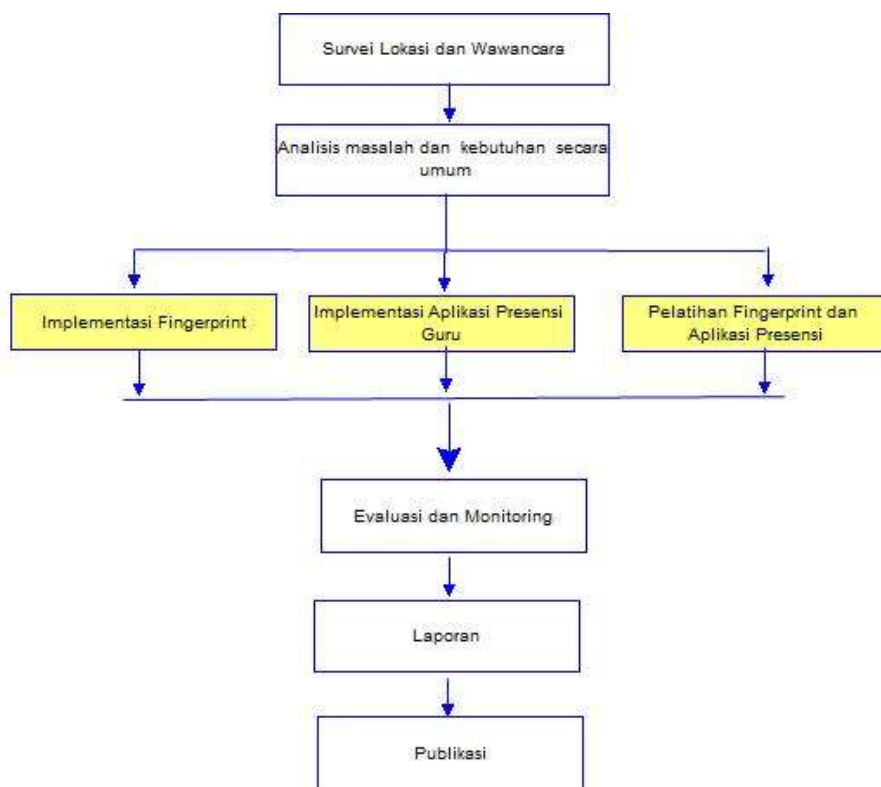 Survei Lokasi dan Wawancara
Analisis masalah dan kebutuhan secara
umum
Implementasi Fingerprint
Implementasi Aplikasi Presensi
Guru
Pelatihan Fingerprint dan
Aplikasi Presensi
Evaluasi dan Monitoring
Laporan
Publikasi